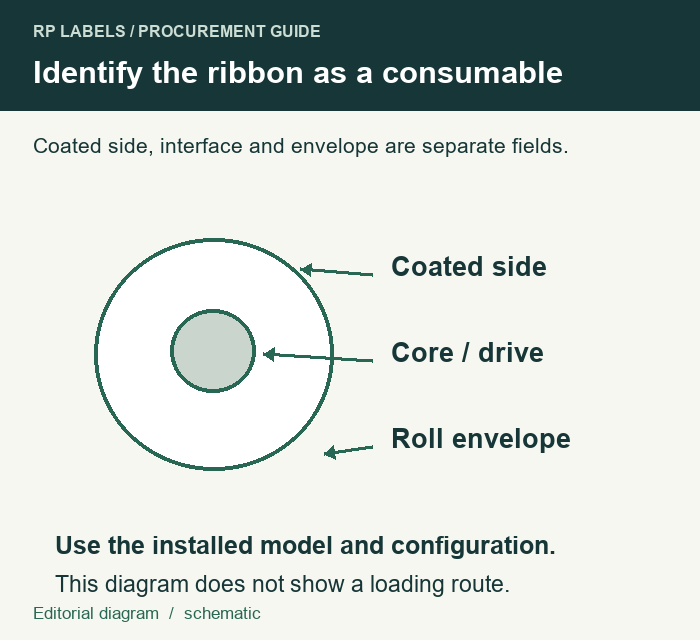 RP LABELS / PROCUREMENT GUIDE
Identify the ribbon as a consumable
Coated side, interface and envelope are separate fields.
Coated side
Core / drive
Roll envelope
Use the installed model and configuration.
This diagram does not show a loading route.
Editorial diagram / schematic